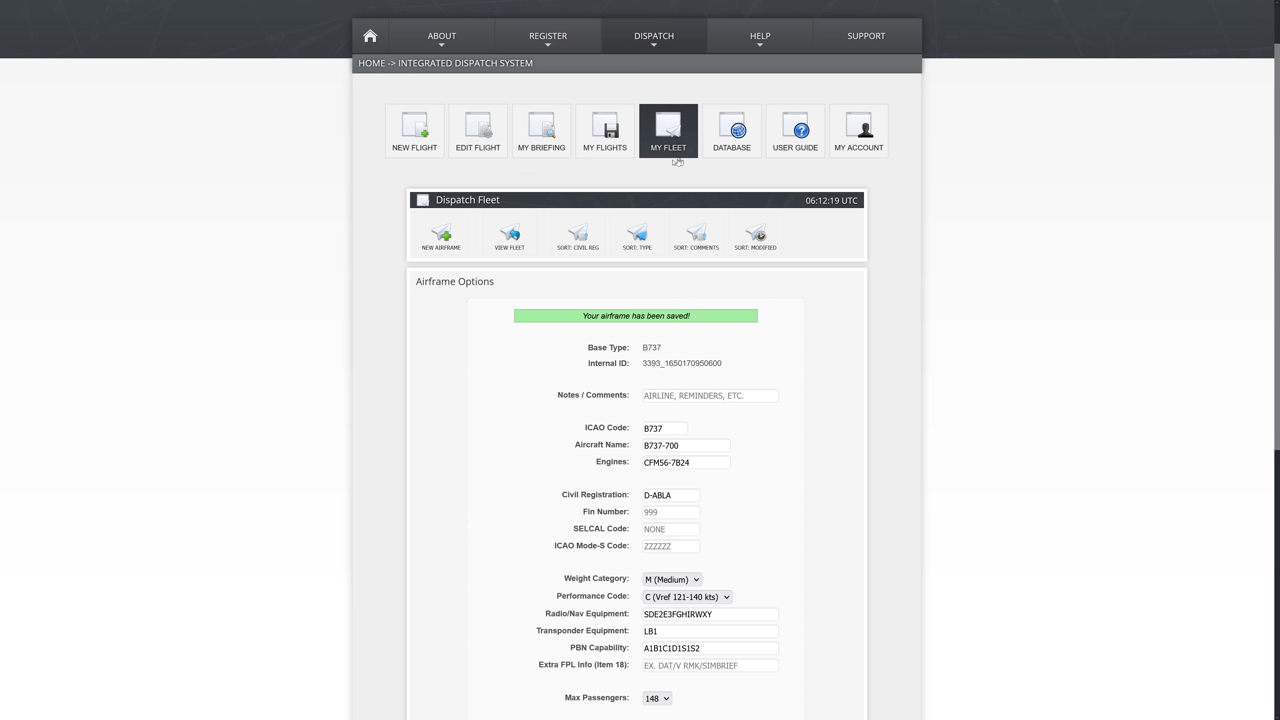 ABOUT REGISTER DISPATCH HELP SUPPORT
HOME -> INTEGRATED DISPATCH SYSTEM
NEW FLIGHT EDIT FLIGHT MY BRIEFING MY FLIGHTS MY FLEET DATABASE USER GUIDE MY ACCOUNT
Dispatch Fleet 06:12:19 UTC
NEW AIRFRAME VIEW FLEET SORT: CIVIL REG SORT: TYPE SORT: COMMENTS SORT: MODIFIED
Airframe Options
Your airframe has been saved!
Base Type: B737
Internal ID: 3393_1650170950600
Notes / Comments: AIRLINE, REMINDERS, ETC.
ICAO Code: B737
Aircraft Name: B737-700
Engines: CFM56-7B24
Civil Registration: D-ABLA
Fin Number: 999
SELCAL Code: NONE
ICAO Mode-S Code: ZZZZZZ
Weight Category: M (Medium)
Performance Code: C (Vref 121-140 kts)
Radio/Nav Equipment: SDE2E3FGHIRWXY
Transponder Equipment: LB1
PBN Capability: A1B1C1D1S1S2
Extra FPL Info (Item 18): EX. DAT/V RMK/SIMBRIEF
Max Passengers: 148